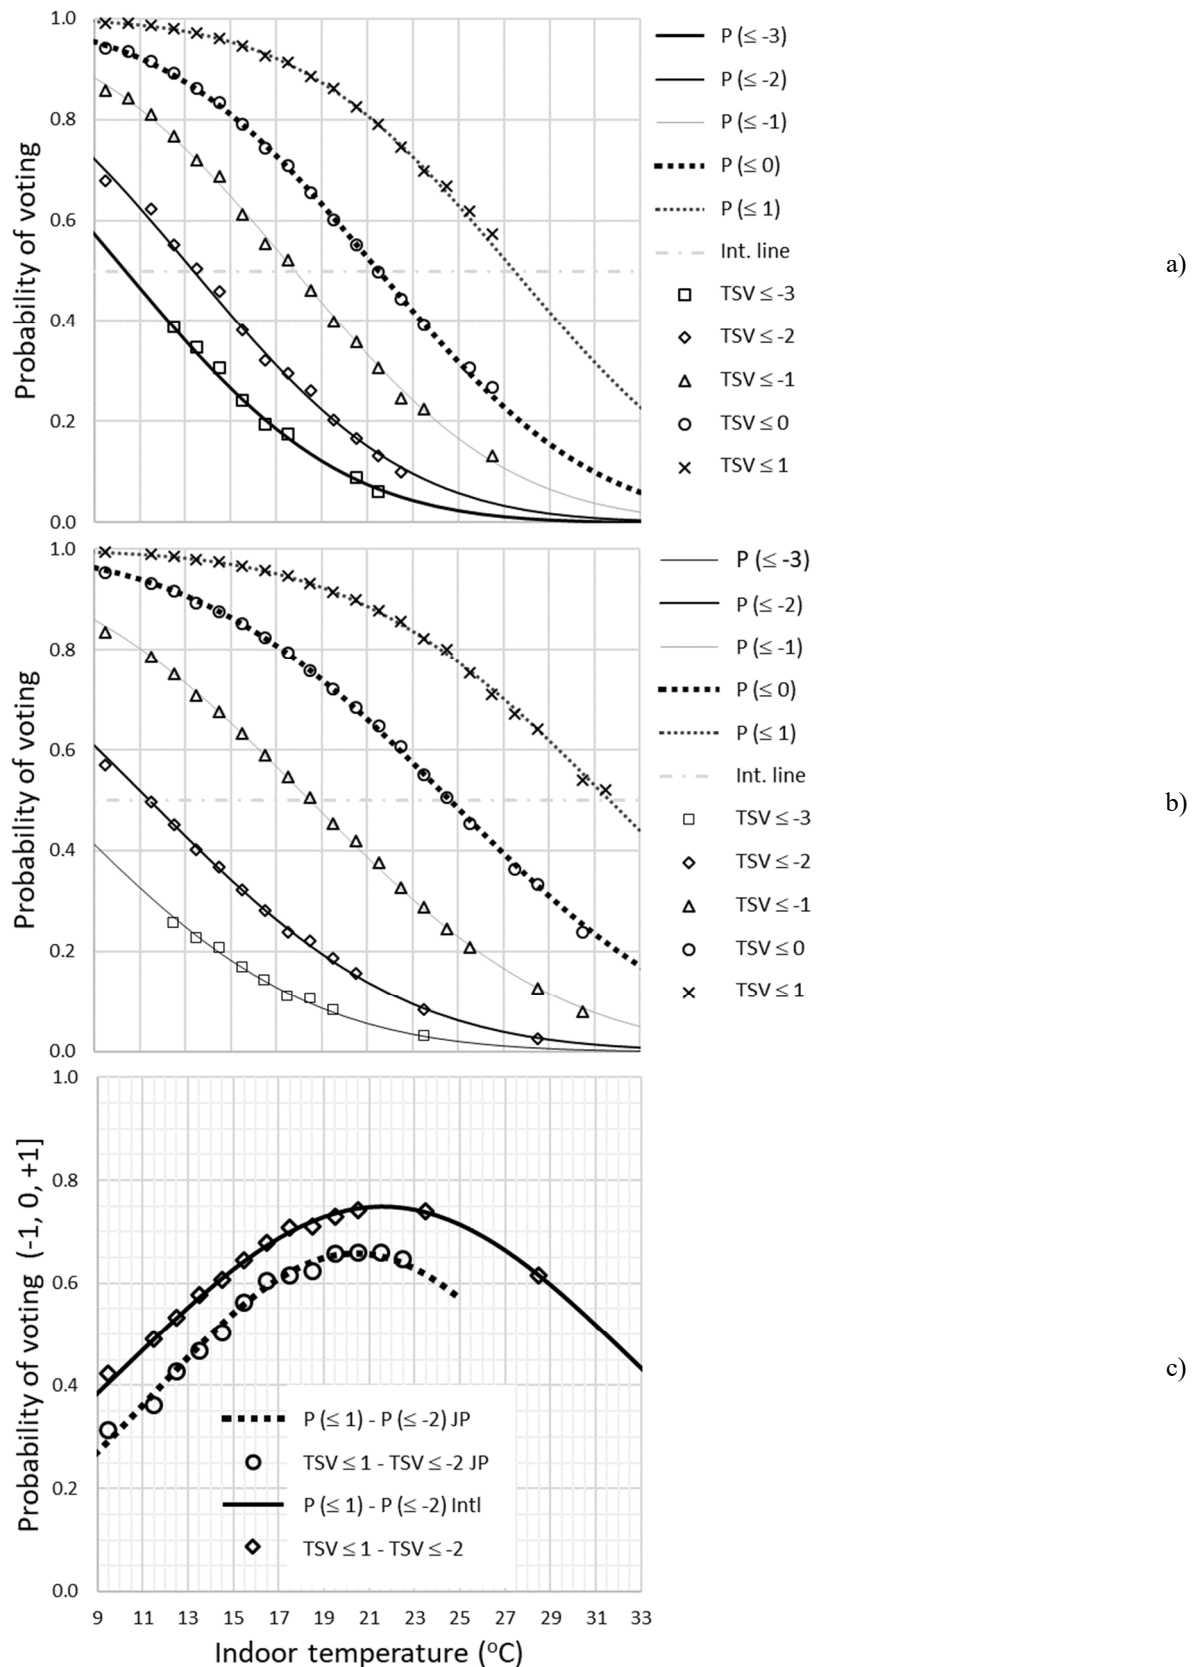 1.0
0.8
0.6
0.4
0.2
0.0
Probability of voting
P (≤ -3)
P (≤ -2)
P (≤ -1)
P (≤ 0)
P (≤ 1)
Int. line
TSV ≤ -3
TSV ≤ -2
TSV ≤ -1
TSV ≤ 0
TSV ≤ 1
a)
1.0
0.8
0.6
0.4
0.2
0.0
Probability of voting
P (≤ -3)
P (≤ -2)
P (≤ -1)
P (≤ 0)
P (≤ 1)
Int. line
TSV ≤ -3
TSV ≤ -2
TSV ≤ -1
TSV ≤ 0
TSV ≤ 1
b)
1.0
0.8
0.6
0.4
0.2
0.0
Probability of voting (-1, 0, +1]
P (≤ 1) - P (≤ -2) JP
TSV ≤ 1 - TSV ≤ -2 JP
P (≤ 1) - P (≤ -2) Intl
TSV ≤ 1 - TSV ≤ -2
c)
9 11 13 15 17 19 21 23 25 27 29 31 33
Indoor temperature (°C)